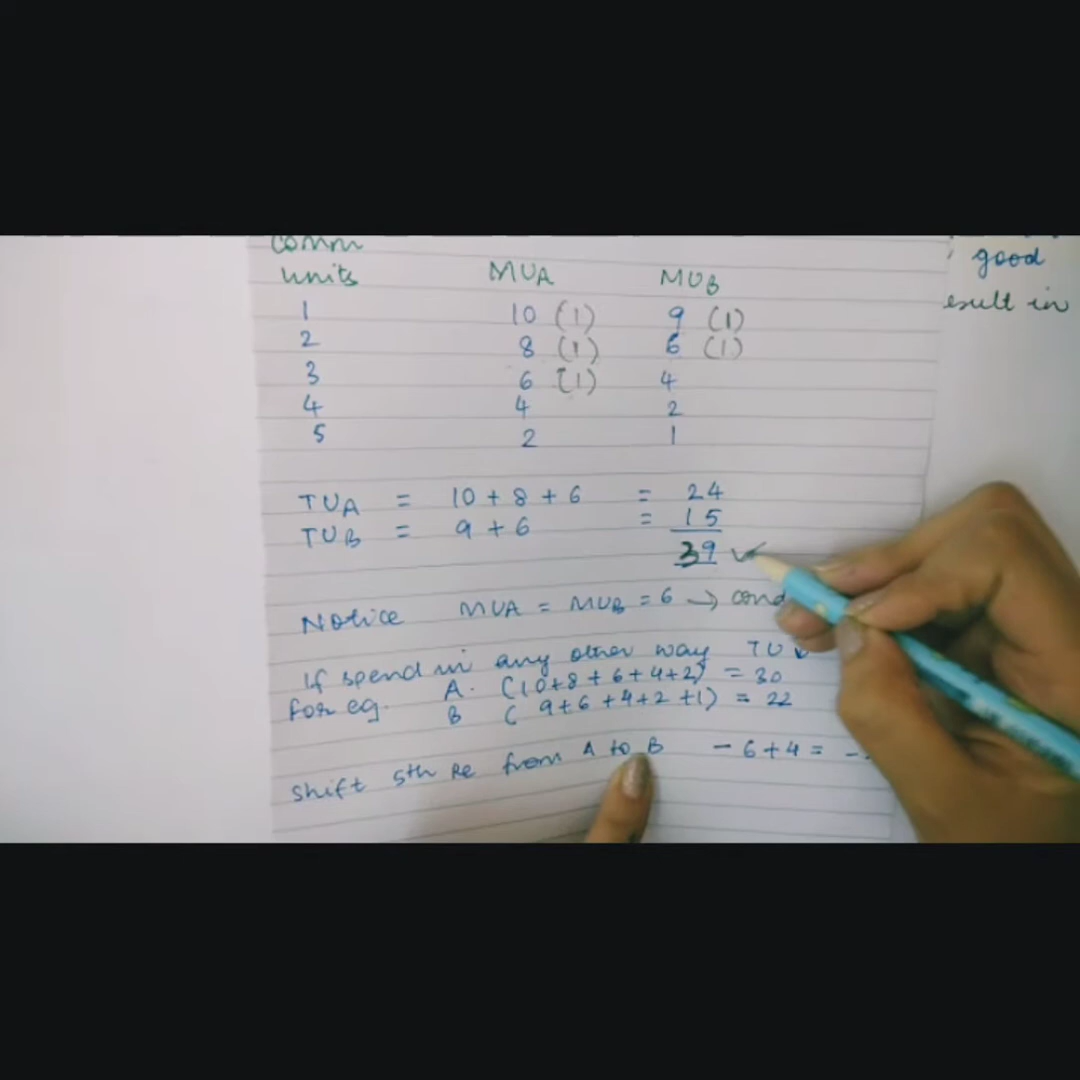 comm
units MUA MUB
1 10 (1) 9 (1)
2 8 (1) 6 (1)
3 6 (1) 4
4 4 2
5 2 1
TUA = 10 + 8 + 6 = 24
TUB = 9 + 6 = 15
39 ✓
Notice MUA = MUB = 6 → cond
If spend in any other way TU
for eg. A. (10+8+6+4+2) = 30
B ( 9+6+4+2+1) = 22
Shift 5th Re from A to B - 6+4 = -
good
esult in